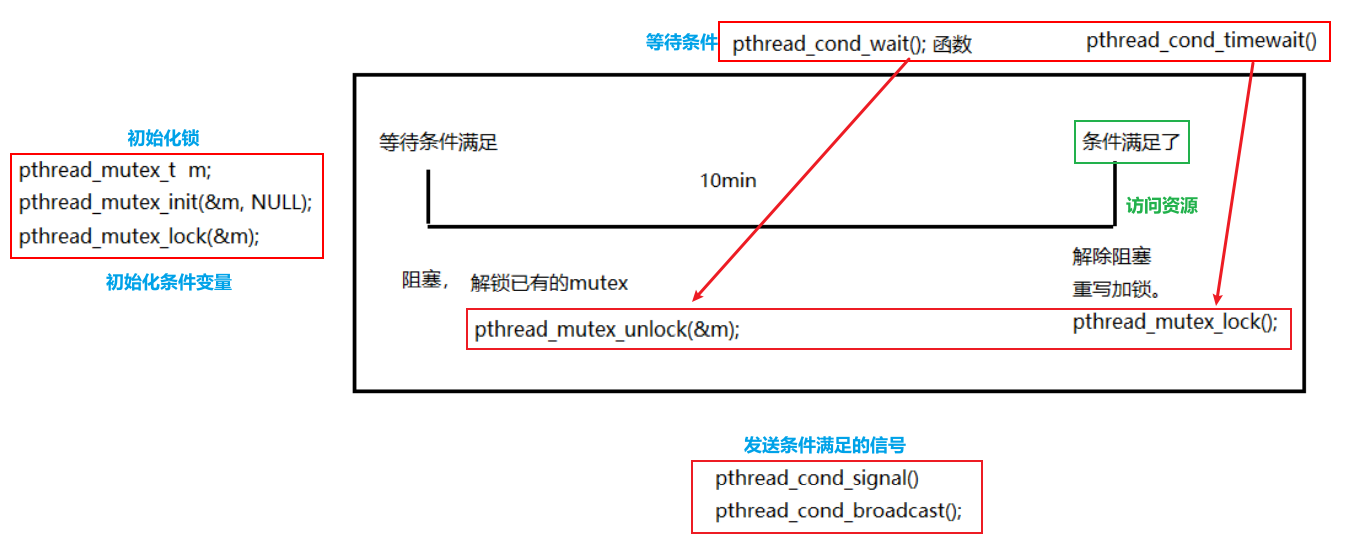 等待条件
pthread_cond_wait(); 函数
pthread_cond_timewait()
等待条件满足
条件满足了
初始化锁
pthread_mutex_t  m;
pthread_mutex_init(&m, NULL);
pthread_mutex_lock(&m);
初始化条件变量
10min
访问资源
阻塞，
解锁已有的mutex
pthread_mutex_unlock(&m);
解除阻塞
重写加锁。
pthread_mutex_lock();
发送条件满足的信号
pthread_cond_signal()
pthread_cond_broadcast();